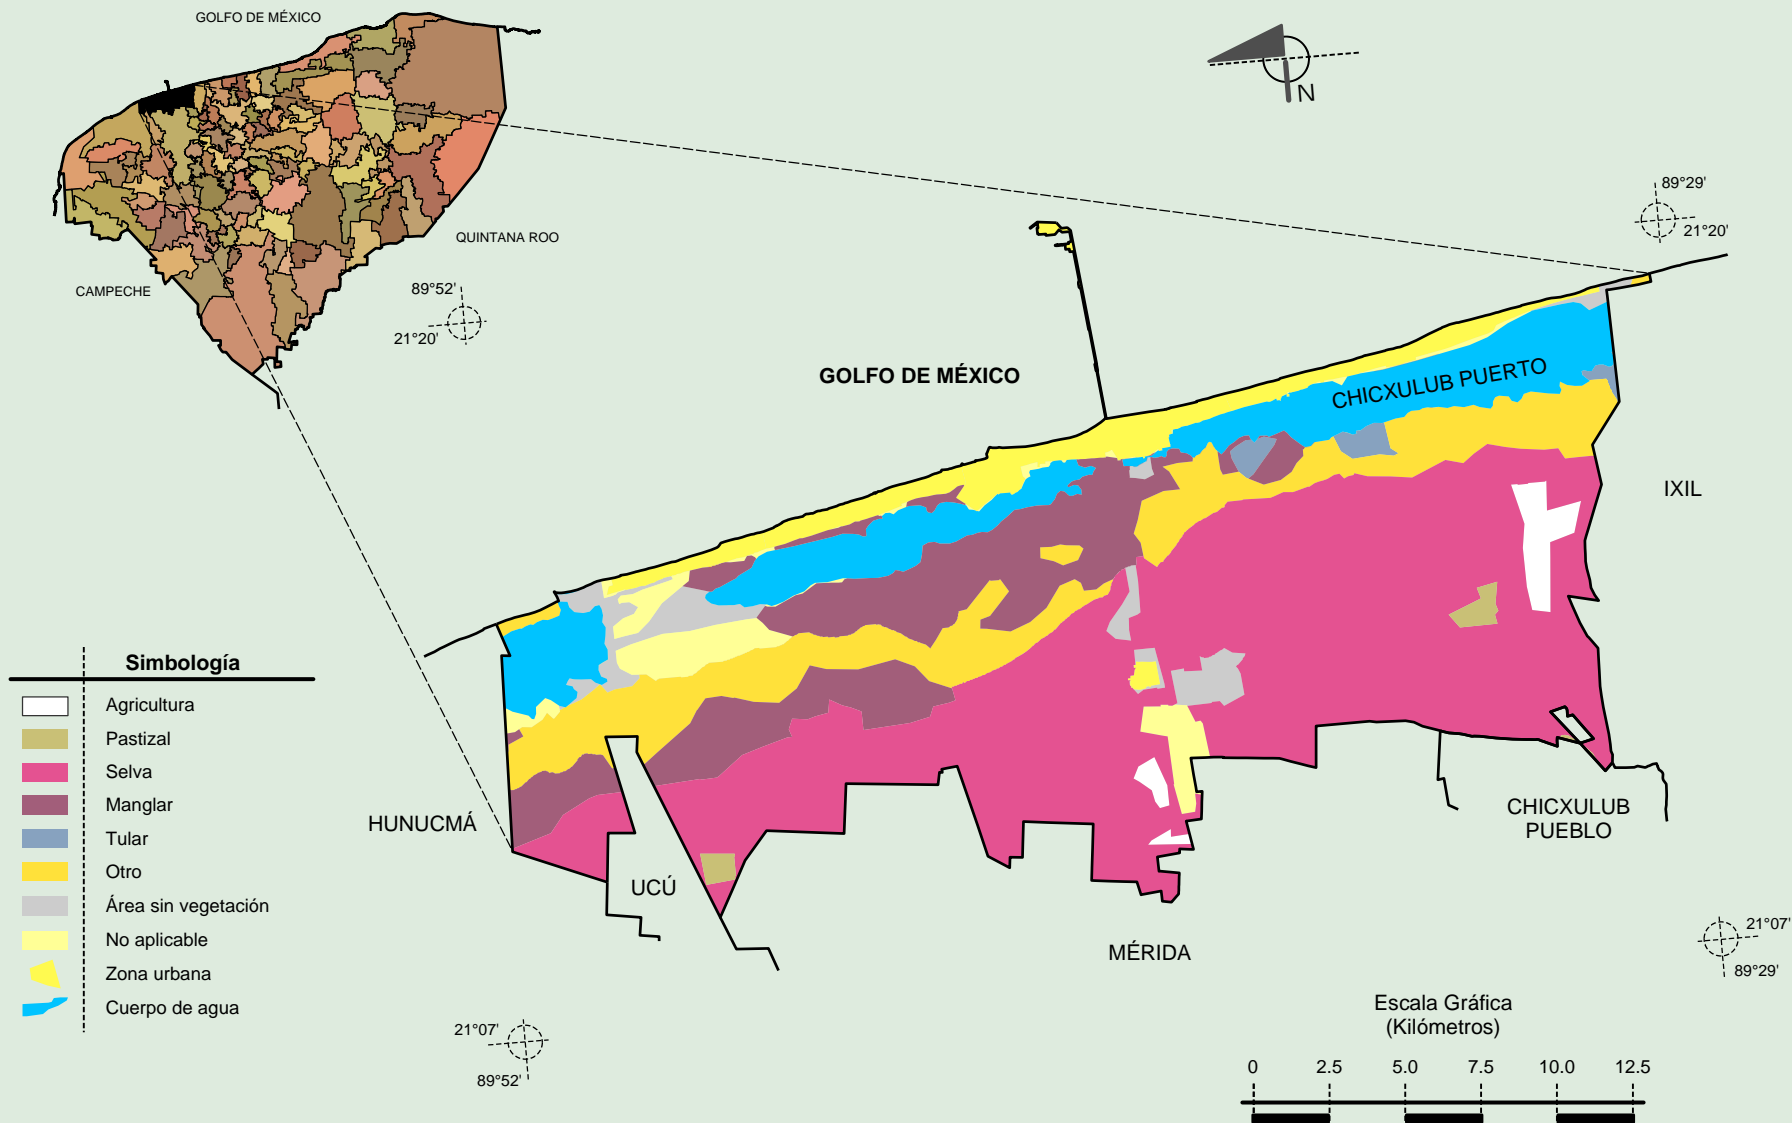 GOLFO DE MÉXICO
QUINTANA ROO
CAMPECHE
N
89°29'
21°20'
89°52'
21°20'
GOLFO DE MÉXICO
CHICXULUB PUERTO
IXIL
Simbología
Agricultura
Pastizal
Selva
Manglar
Tular
Otro
Área sin vegetación
No aplicable
Zona urbana
Cuerpo de agua
HUNUCMÁ
UCÚ
MÉRIDA
CHICXULUB
PUEBLO
21°07'
89°29'
21°07'
89°52'
Escala Gráfica
(Kilómetros)
0 2.5 5.0 7.5 10.0 12.5